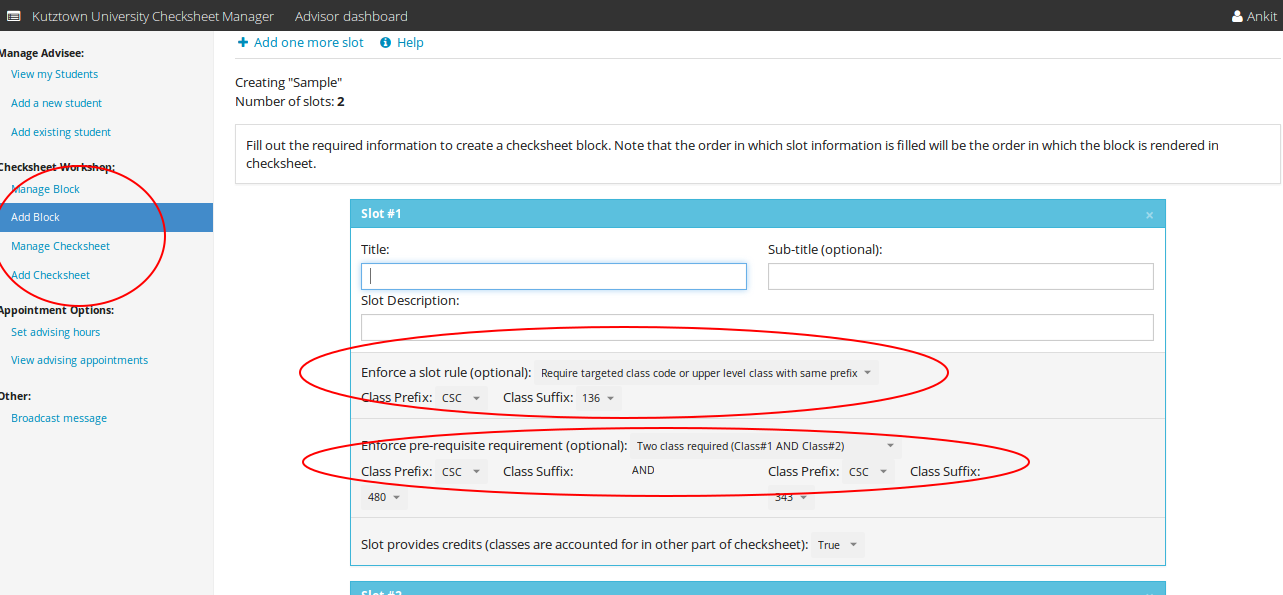 Kutztown University Checksheet Manager Advisor dashboard Ankit
Manage Advisee:
View my Students
Add a new student
Add existing student
Checksheet Workshop:
Manage Block
Add Block
Manage Checksheet
Add Checksheet
Appointment Options:
Set advising hours
View advising appointments
Other:
Broadcast message
+ Add one more slot Help
Creating "Sample"
Number of slots: 2
Fill out the required information to create a checksheet block. Note that the order in which slot information is filled will be the order in which the block is rendered in
checksheet.
Slot #1 ×
Title: Sub-title (optional):
Slot Description:
Enforce a slot rule (optional): Require targeted class code or upper level class with same prefix
Class Prefix: CSC Class Suffix: 136
Enforce pre-requisite requirement (optional): Two class required (Class#1 AND Class#2)
Class Prefix: CSC Class Suffix: AND Class Prefix: CSC Class Suffix:
480 343
Slot provides credits (classes are accounted for in other part of checksheet): True
Slot #2